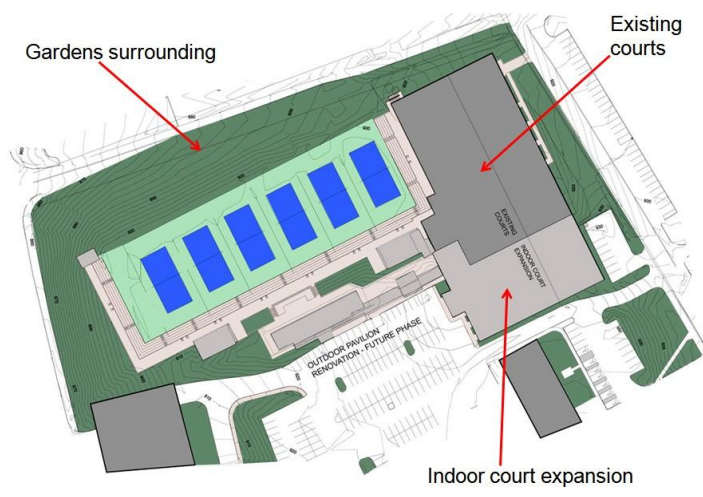 Existing
courts
Gardens surrounding
EXISTING
COURTS
INDOOR COURT
EXPANSION
OUTDOOR PAVILION
RENOVATION - FUTURE PHASE
Indoor court expansion